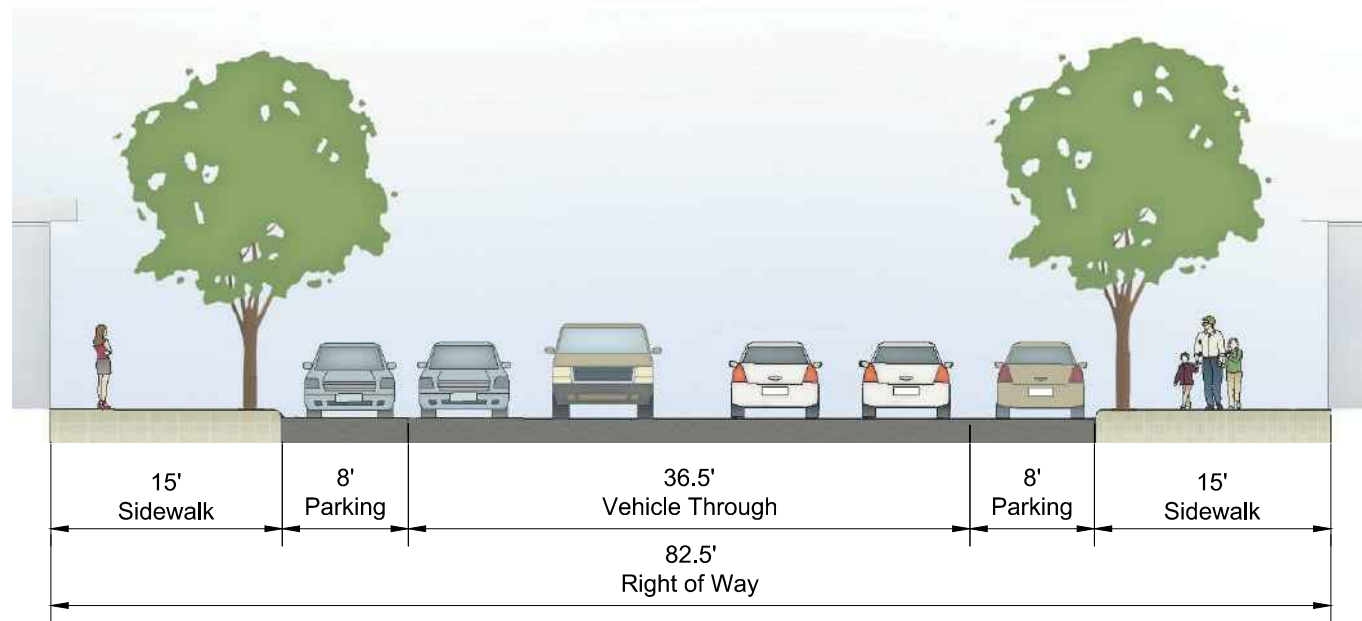 15'
Sidewalk
8'
Parking
36.5'
Vehicle Through
8'
Parking
15'
Sidewalk
82.5'
Right of Way